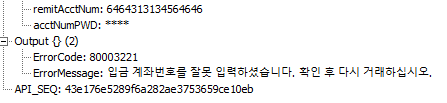 remitAcctNum: 6464313134564646
acctNumPWD: ****
Output {} (2)
ErrorCode: 80003221
ErrorMessage: 입금 계좌번호를 잘못 입력하셨습니다. 확인 후 다시 거래하십시오.
API_SEQ: 43e176e5289f6a282ae3753659ce10eb